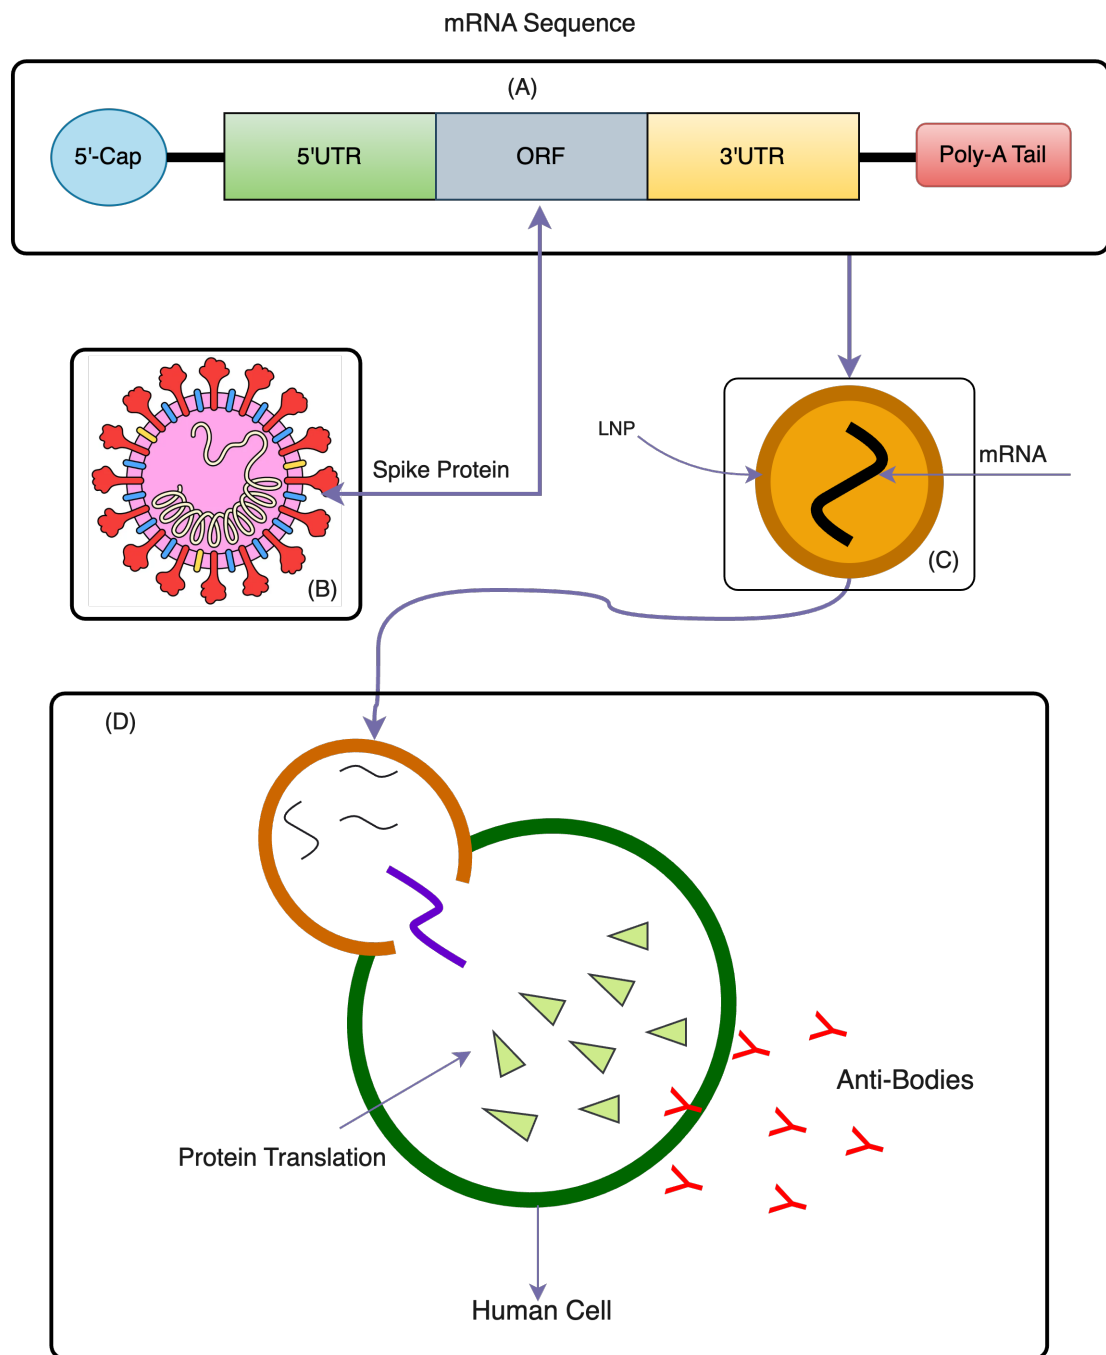 mRNA Sequence
(A)
5'-Cap
5'UTR
ORF
3'UTR
Poly-A Tail
Spike Protein
(B)
LNP
mRNA
(C)
(D)
Anti-Bodies
Protein Translation
Human Cell